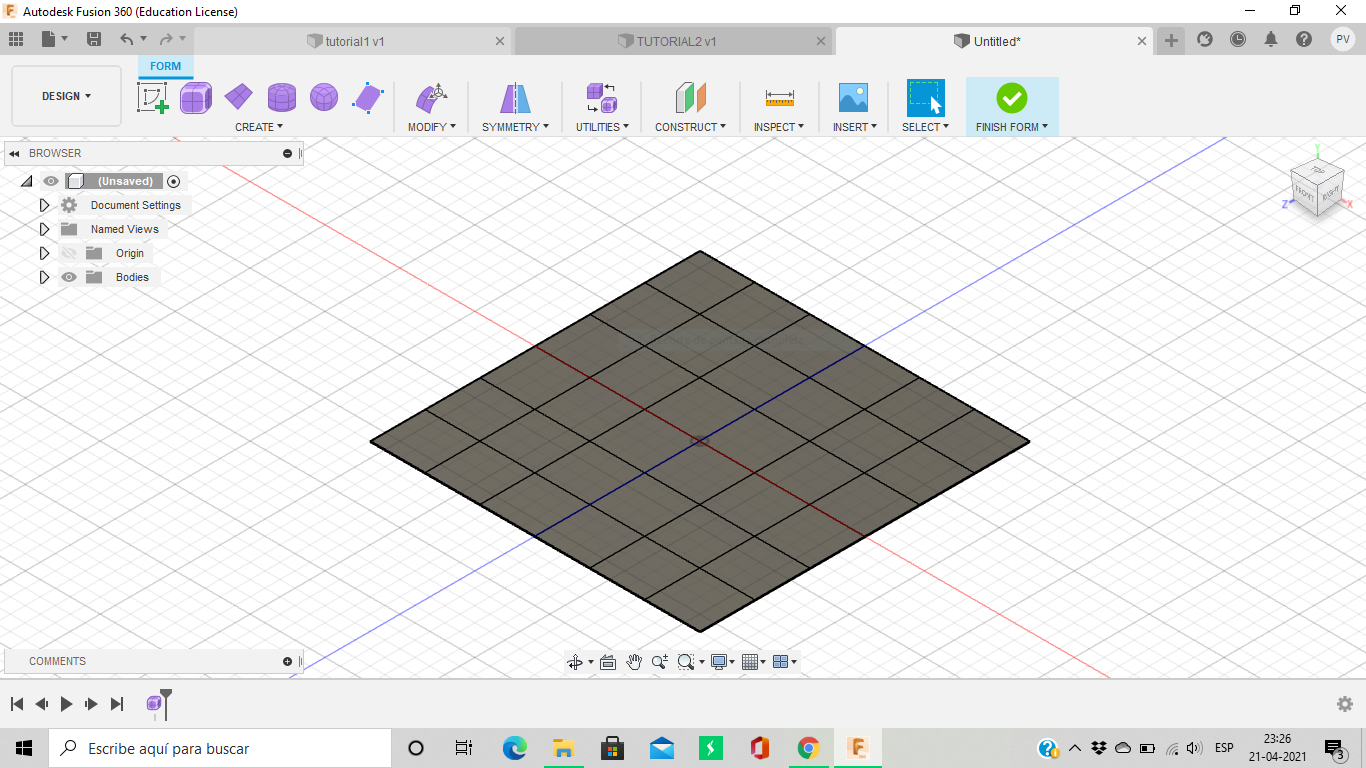 Autodesk Fusion 360 (Education License)
tutorial1 v1
TUTORIAL2 v1
Untitled*
PV
FORM
DESIGN
CREATE
MODIFY
SYMMETRY
UTILITIES
CONSTRUCT
INSPECT
INSERT
SELECT
FINISH FORM
BROWSER
(Unsaved)
Document Settings
Named Views
Origin
Bodies
Y
TOP
FRONT
RIGHT
Z
X
COMMENTS
Escribe aquí para buscar
ESP
23:26
21-04-2021
3